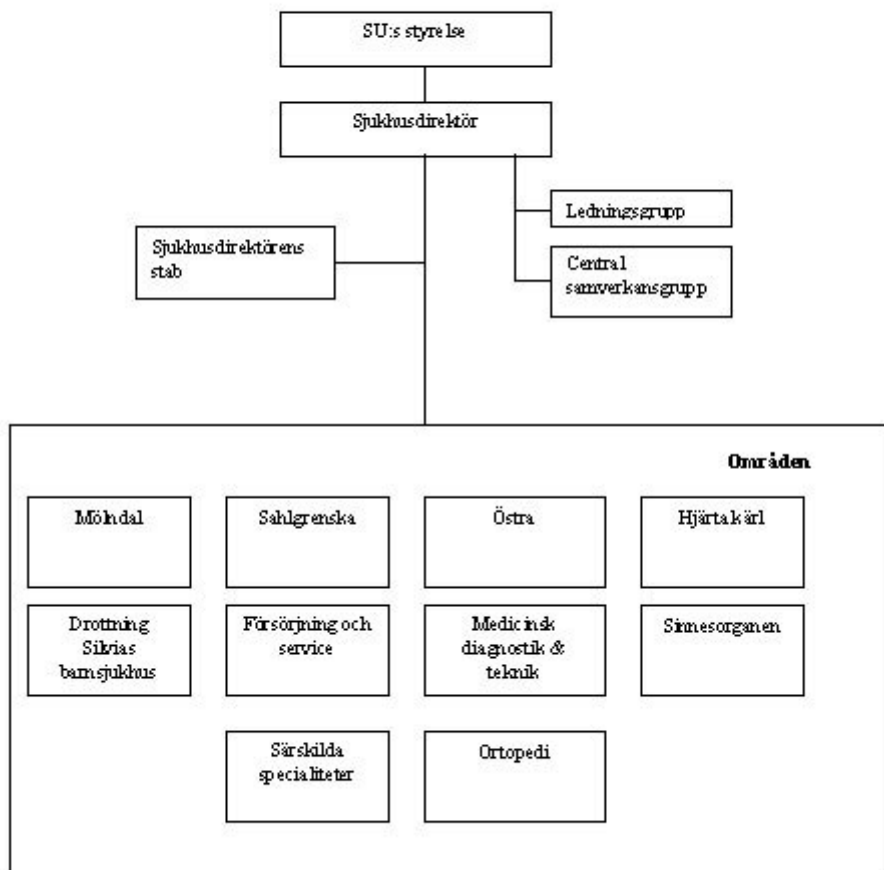 SU:s styrelse
Sjukhusdirektör
Ledningsgrupp
Sjukhusdirektörens
stab
Central
samverkansgrupp
Områden
Mölndal
Sahlgrenska
Östra
Hjärta kärl
Drottning
Silvias
barnsjukhus
Försörjning och
service
Medicinsk
diagnostik &
teknik
Sinnesorganen
Särskilda
specialiteter
Ortopedi